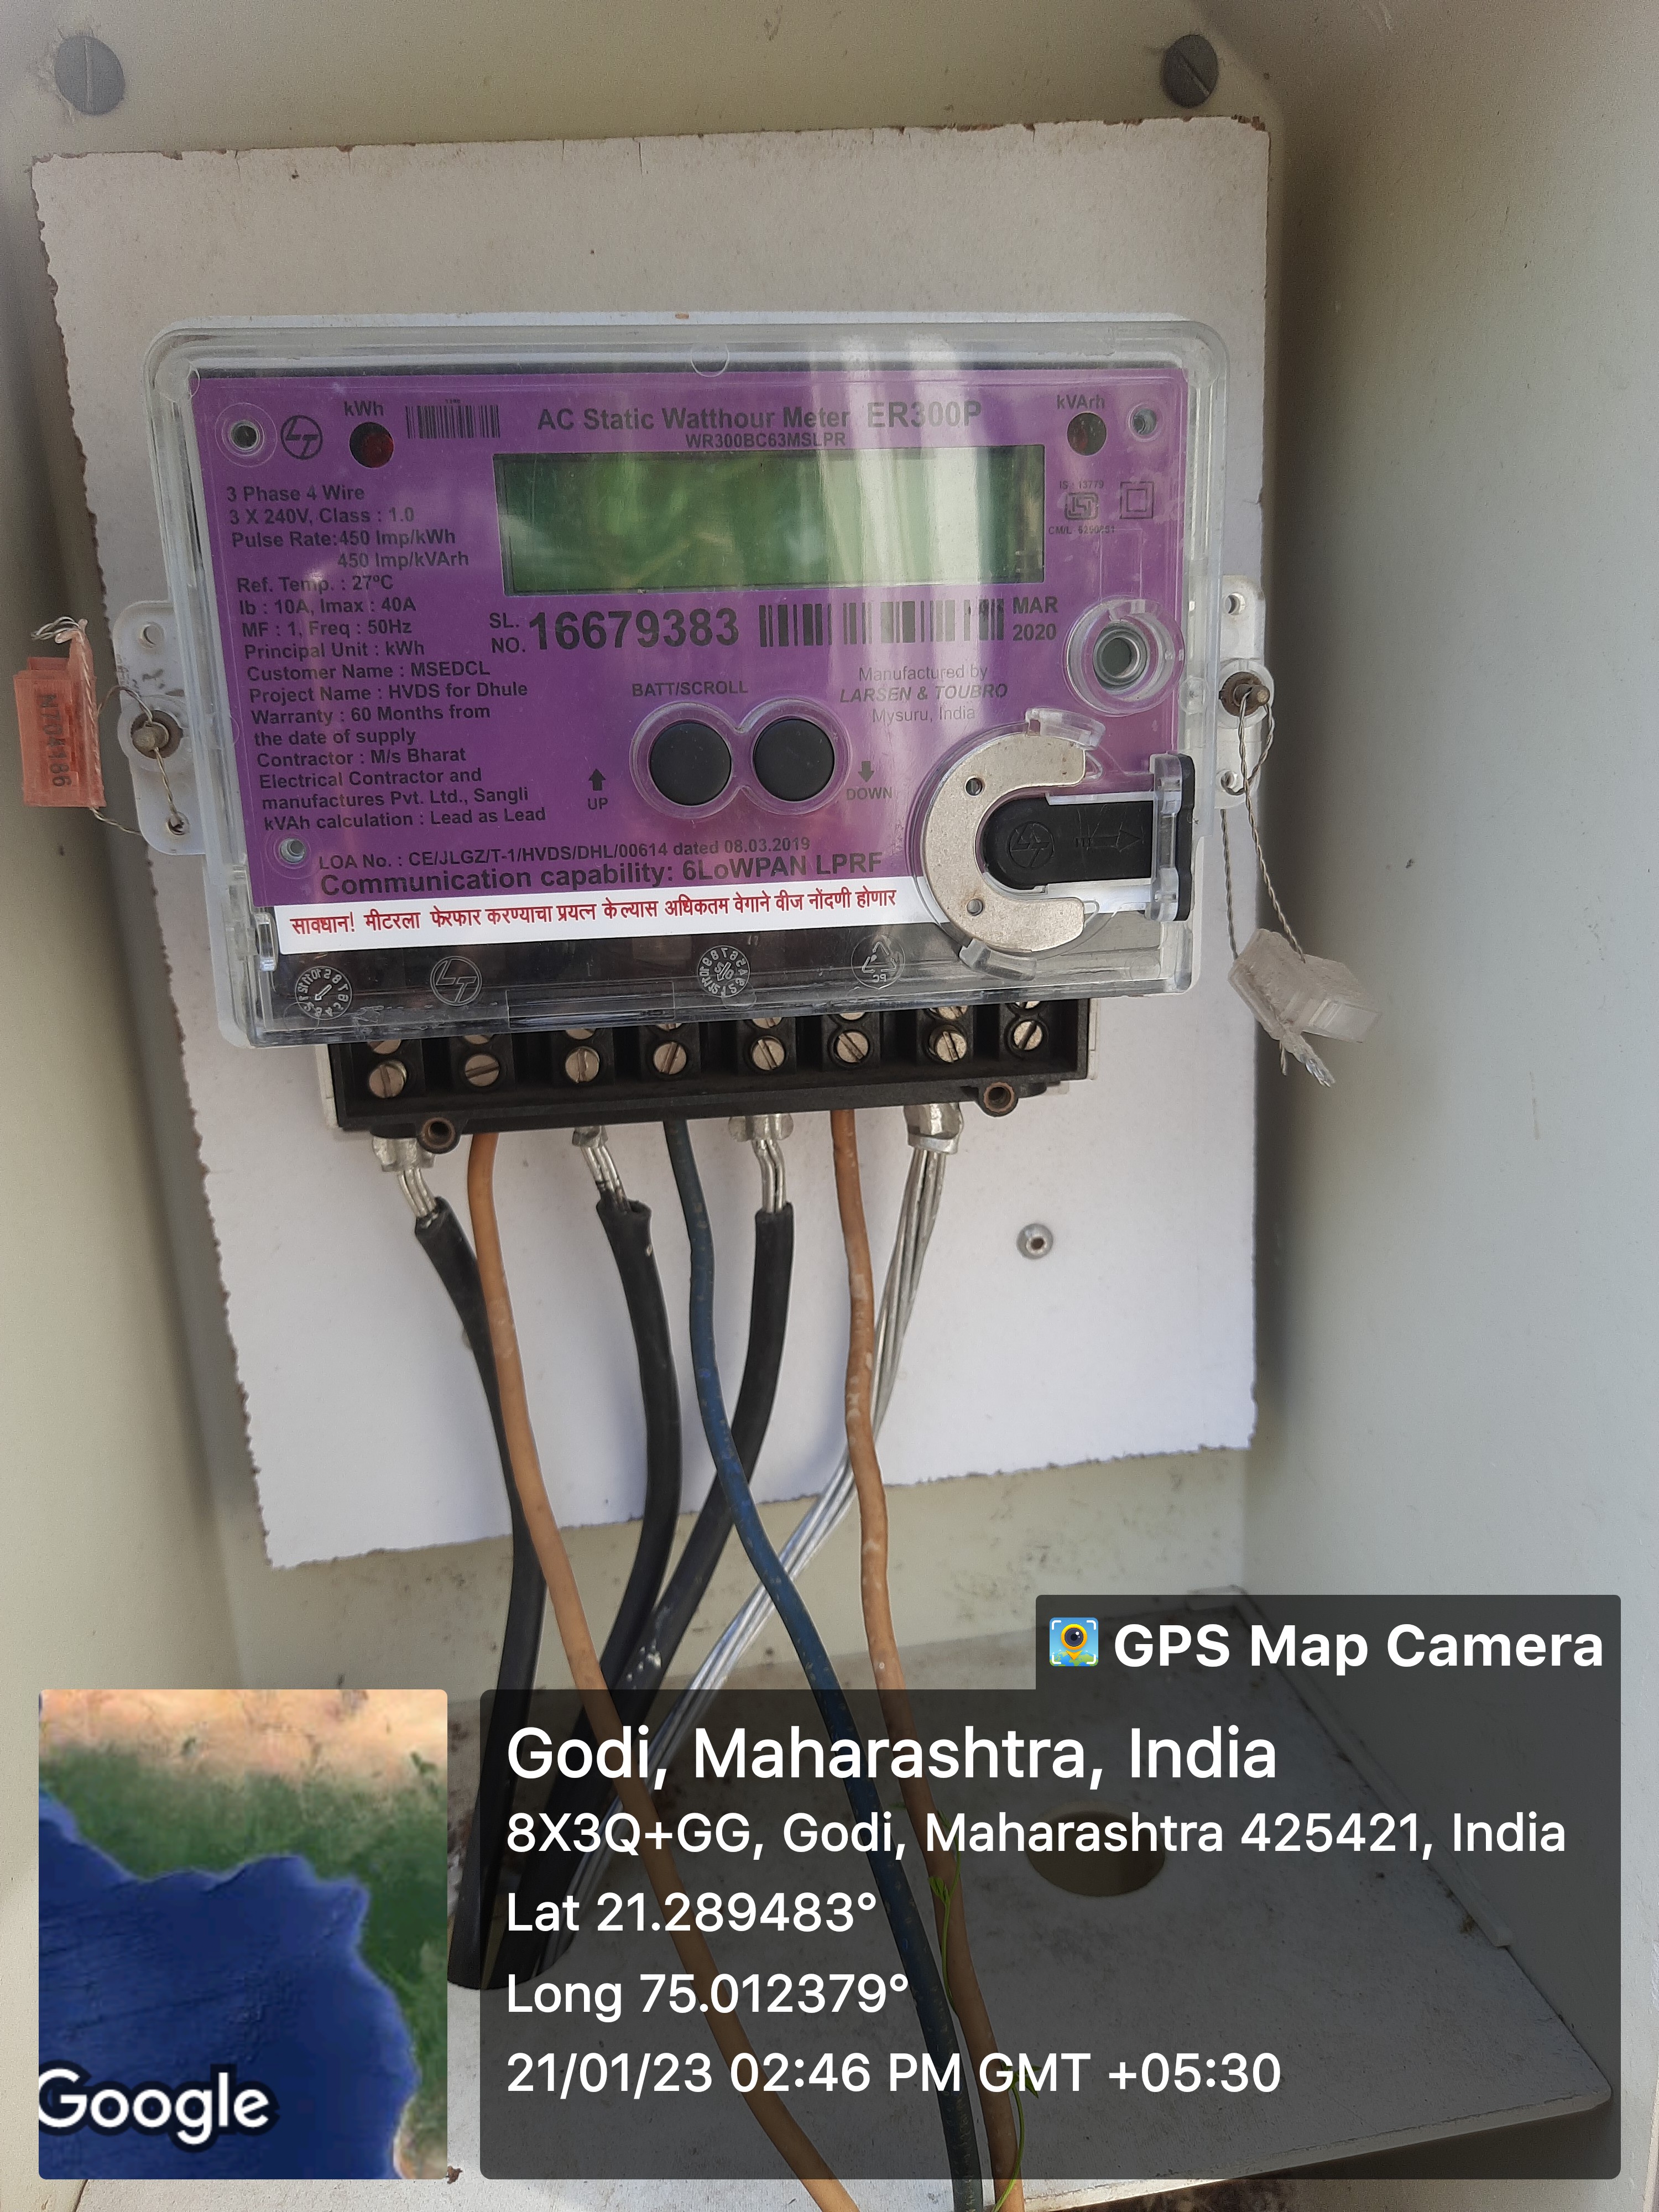 kWh
AC Static Watthour Meter ER300P
WR300BC63MSLPR
kVArh
3 Phase 4 Wire
3 X 240V, Class : 1.0
Pulse Rate:450 Imp/kWh
450 Imp/kVArh
Ref. Temp. : 27ºC
Ib : 10A, Imax : 40A
MF : 1, Freq : 50Hz
Principal Unit : kWh
Customer Name : MSEDCL
Project Name : HVDS for Dhule
Warranty : 60 Months from
the date of supply
Contractor : M/s Bharat
Electrical Contractor and
manufactures Pvt. Ltd., Sangli
kVAh calculation : Lead as Lead
IS : 13779
CM/L
SL.
NO. 16679383
MAR
2020
BATT/SCROLL
Manufactured by
LARSEN & TOUBRO
Mysuru, India
UP
DOWN
LOA No. : CE/JLGZ/T-1/HVDS/DHL/00614 dated 08.03.2019
Communication capability: 6LoWPAN LPRF
सावधान! मीटरला फेरफार करण्याचा प्रयत्न केल्यास अधिकतम वेगाने वीज नोंदणी होणार
GPS Map Camera
Godi, Maharashtra, India
8X3Q+GG, Godi, Maharashtra 425421, India
Lat 21.289483°
Long 75.012379°
21/01/23 02:46 PM GMT +05:30
Google